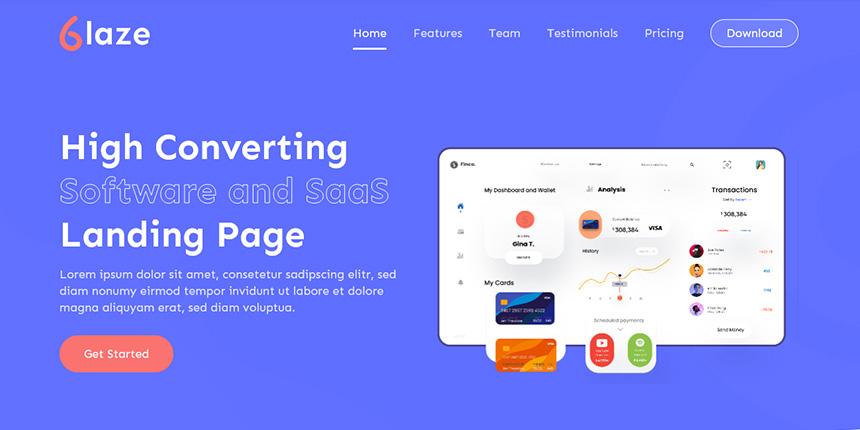 Glaze
Home Features Team Testimonials Pricing Download
High Converting
Software and SaaS
Landing Page
Lorem ipsum dolor sit amet, consetetur sadipscing elitr, sed
diam nonumy eirmod tempor invidunt ut labore et dolore
magna aliquyam erat, sed diam voluptua.
Get Started
Finco.
My Dashboard and Wallet
Analysis
Transactions
$308,384
Gina T.
Current Balance
$308,384 VISA
History
My Cards
Scheduled payments
Send Money